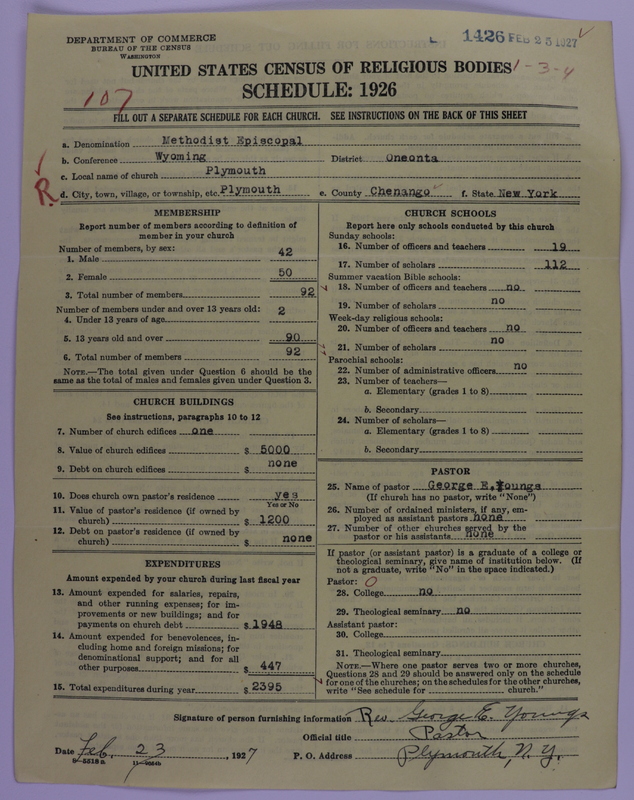 DEPARTMENT OF COMMERCE
BUREAU OF THE CENSUS
WASHINGTON
1426 FEB 25 1927
UNITED STATES CENSUS OF RELIGIOUS BODIES 1-3-4
SCHEDULE: 1926
107
FILL OUT A SEPARATE SCHEDULE FOR EACH CHURCH. SEE INSTRUCTIONS ON THE BACK OF THIS SHEET
a. Denomination Methodist Episcopal
b. Conference Wyoming District Oneonta
c. Local name of church Plymouth
R. d. City, town, village, or township, etc. Plymouth e. County Chenango f. State New York
MEMBERSHIP
Report number of members according to definition of
member in your church
Number of members, by sex:
1. Male 42
2. Female 50
3. Total number of members 92
Number of members under and over 13 years old:
4. Under 13 years of age 2
5. 13 years old and over 90
6. Total number of members 92
NOTE.—The total given under Question 6 should be
same as the total of males and females given under Question 3.
CHURCH BUILDINGS
See instructions, paragraphs 10 to 12
7. Number of church edifices one
8. Value of church edifices $ 5000
9. Debt on church edifices $ none
10. Does church own pastor's residence yes
Yes or No
11. Value of pastor's residence (if owned by
church) $ 1200
12. Debt on pastor's residence (if owned by
church) $ none
EXPENDITURES
Amount expended by your church during last fiscal year
13. Amount expended for salaries, repairs,
and other running expenses; for im-
provements or new buildings; and for
payments on church debt $ 1948
14. Amount expended for benevolences, in-
cluding home and foreign missions; for
denominational support; and for all
other purposes $ 447
15. Total expenditures during year $ 2395
CHURCH SCHOOLS
Report here only schools conducted by this church
Sunday schools:
16. Number of officers and teachers 19
17. Number of scholars 112
Summer vacation Bible schools:
18. Number of officers and teachers no
19. Number of scholars no
Week-day religious schools:
20. Number of officers and teachers no
21. Number of scholars no
Parochial schools:
22. Number of administrative officers no
23. Number of teachers—
a. Elementary (grades 1 to 8)
b. Secondary
24. Number of scholars—
a. Elementary (grades 1 to 8)
b. Secondary
PASTOR
25. Name of pastor George E. Youngs
(If church has no pastor, write "None")
26. Number of ordained ministers, if any, em-
ployed as assistant pastors none
27. Number of other churches served by the
pastor or his assistants none
If pastor (or assistant pastor) is a graduate of a college or
theological seminary, give name of institution below. (If
not a graduate, write "No" in the space indicated.)
Pastor: 0
28. College no
29. Theological seminary no
Assistant pastor:
30. College
31. Theological seminary
NOTE.—Where one pastor serves two or more churches,
Questions 28 and 29 should be answered only on the schedule
for one of the churches; on the schedules for the other churches,
write "See schedule for church."
Signature of person furnishing information Rev. George E. Youngs
Official title Pastor
Date Feb. 23, 1927 P. O. Address Plymouth, N. Y.